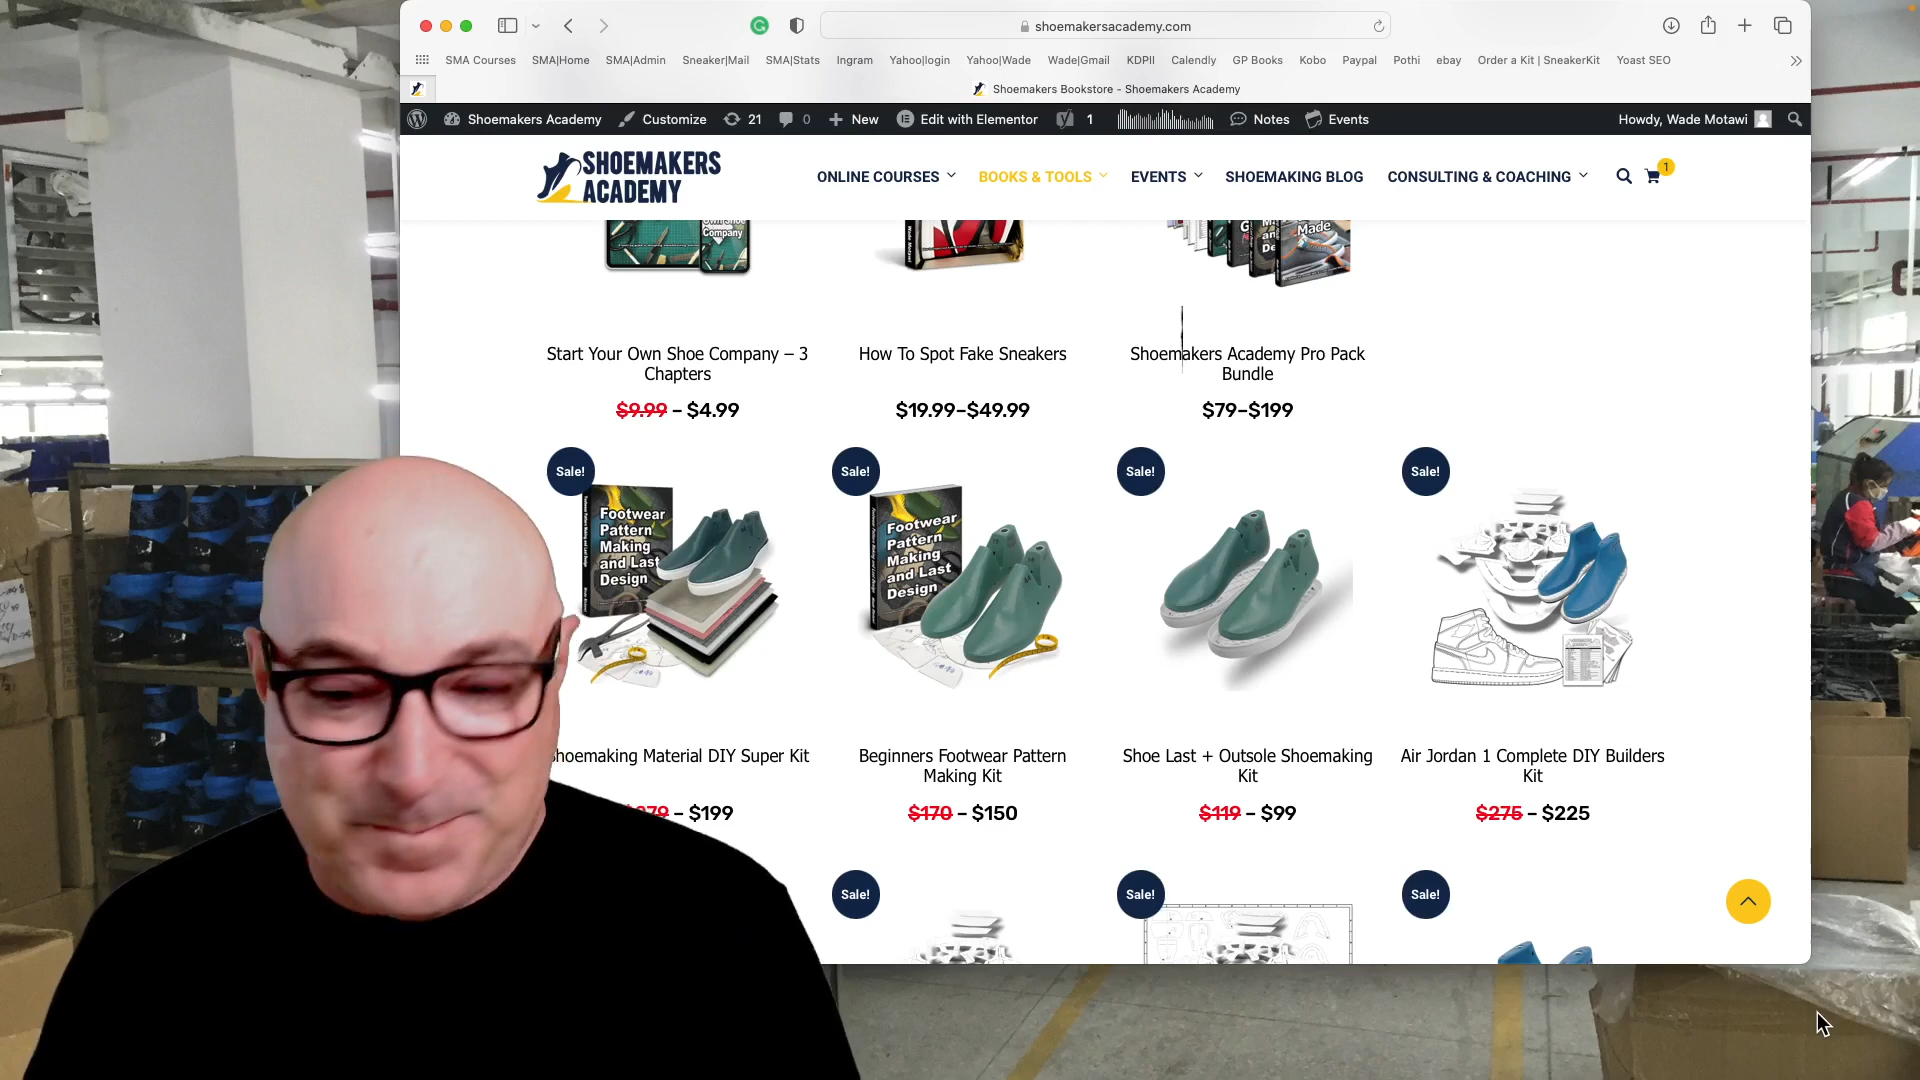 shoemakersacademy.com
SMA Courses SMA|Home SMA|Admin Sneaker|Mail SMA|Stats Ingram Yahoo|login Yahoo|Wade Wade|Gmail KDPII Calendly GP Books Kobo Paypal Pothi ebay Order a Kit | SneakerKit Yoast SEO
Shoemakers Bookstore - Shoemakers Academy
Shoemakers Academy Customize 21 0 New Edit with Elementor 1 Notes Events Howdy, Wade Motawi
SHOEMAKERS
ACADEMY
ONLINE COURSES BOOKS & TOOLS EVENTS SHOEMAKING BLOG CONSULTING & COACHING 1
Own Shoe
Company
Made
Start Your Own Shoe Company – 3
Chapters
$9.99 – $4.99
How To Spot Fake Sneakers
$19.99–$49.99
Shoemakers Academy Pro Pack
Bundle
$79–$199
Sale!
Footwear
Pattern
Making
and Last
Design
hoemaking Material DIY Super Kit
79 – $199
Sale!
Footwear
Pattern
Making
and Last
Design
Beginners Footwear Pattern
Making Kit
$170 – $150
Sale!
Shoe Last + Outsole Shoemaking
Kit
$119 – $99
Sale!
Air Jordan 1 Complete DIY Builders
Kit
$275 – $225
Sale!
Sale!
Sale!